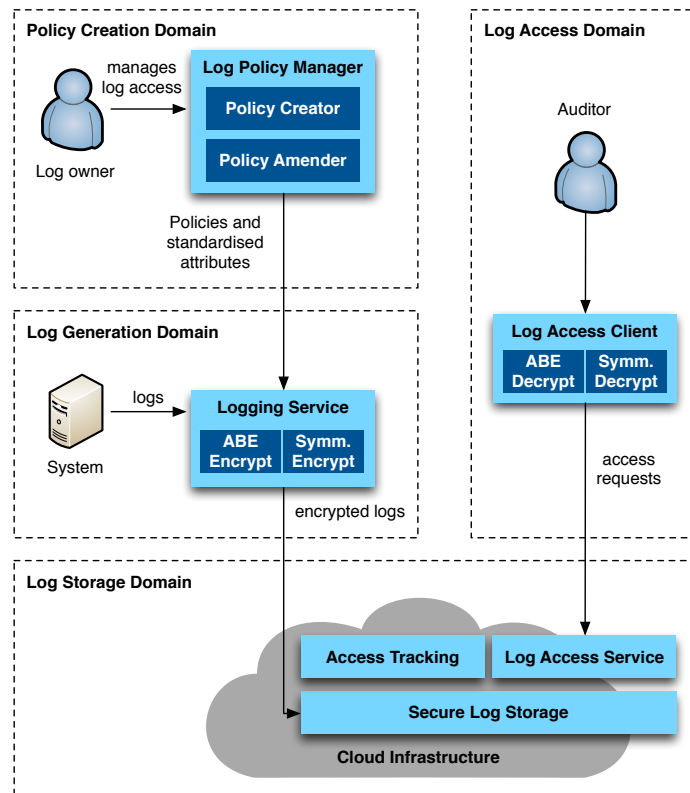 Policy Creation Domain
manages
log access
Log owner
Log Policy Manager
Policy Creator
Policy Amender
Policies and
standardised
attributes
Log Generation Domain
logs
System
Logging Service
ABE
Encrypt
Symm.
Encrypt
encrypted logs
Log Access Domain
Auditor
Log Access Client
ABE
Decrypt
Symm.
Decrypt
access
requests
Log Storage Domain
Access Tracking
Log Access Service
Secure Log Storage
Cloud Infrastructure